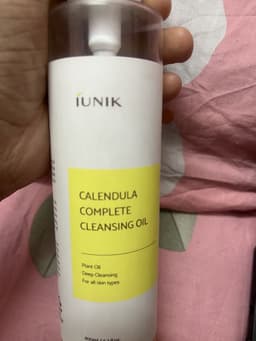 iUNIK
CALENDULA
COMPLETE
CLEANSING OIL
Plant Oil
Deep Cleansing
For all skin types